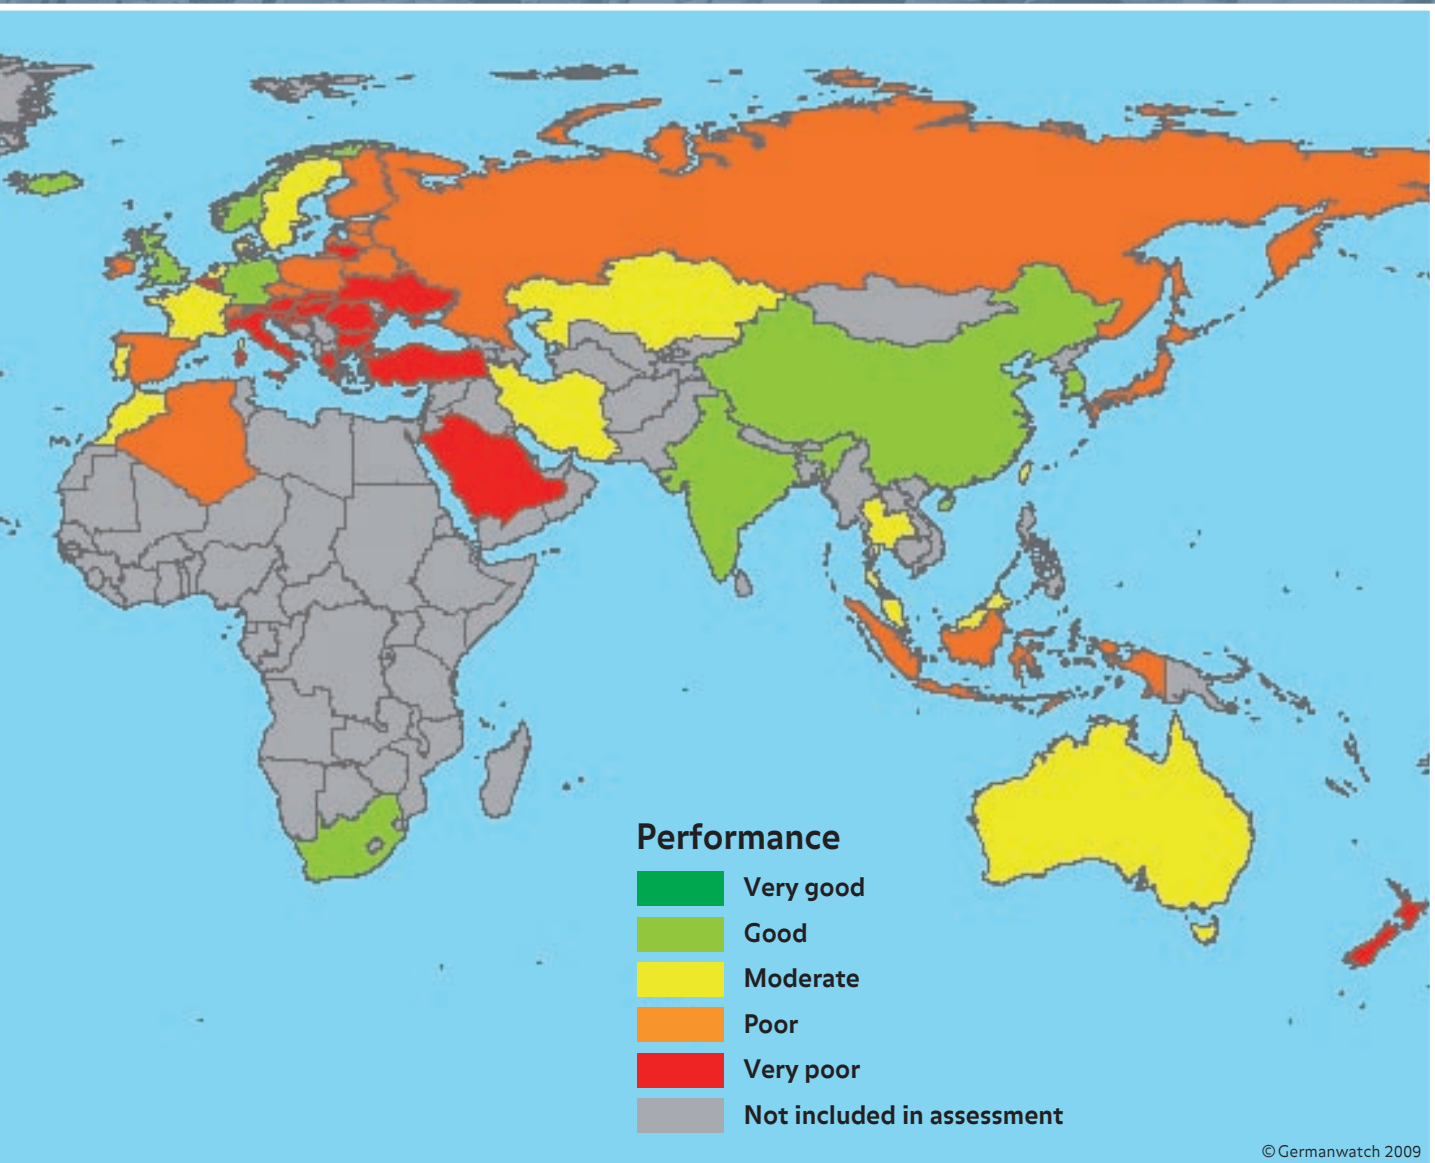 Performance
Very good
Good
Moderate
Poor
Very poor
Not included in assessment
© Germanwatch 2009